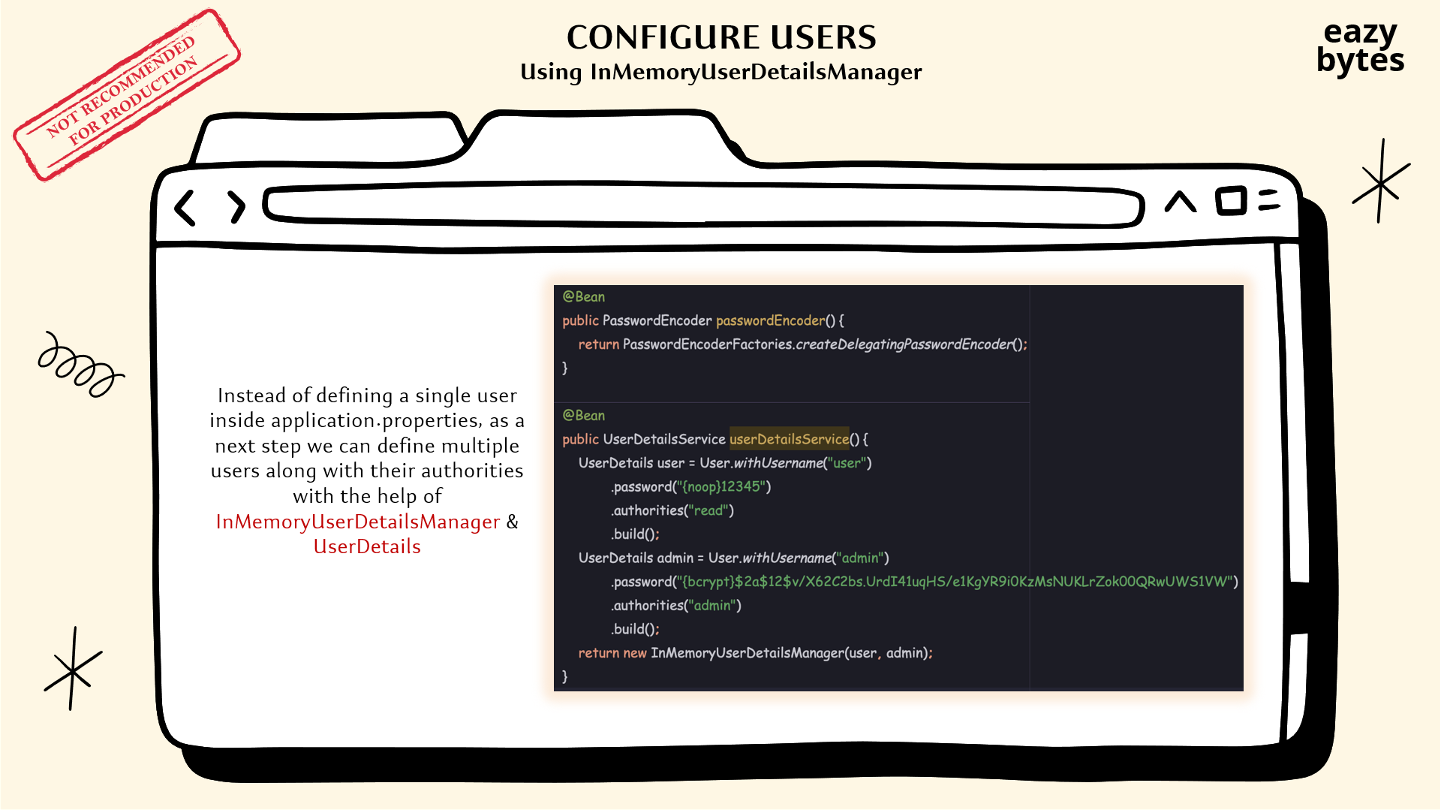 NOT RECOMMENDED
FOR PRODUCTION
CONFIGURE USERS
Using InMemoryUserDetailsManager
eazy
bytes
Instead of defining a single user
inside application.properties, as a
next step we can define multiple
users along with their authorities
with the help of
InMemoryUserDetailsManager &
UserDetails
@Bean
public PasswordEncoder passwordEncoder() {
return PasswordEncoderFactories.createDelegatingPasswordEncoder();
}
@Bean
public UserDetailsService userDetailsService() {
UserDetails user = User.withUsername("user")
.password("{noop}12345")
.authorities("read")
.build();
UserDetails admin = User.withUsername("admin")
.password("{bcrypt}$2a$12$v/X62C2bs.UrdI41uqHS/e1KgYR9i0KzMsNUKLrZok00QRwUWS1VW")
.authorities("admin")
.build();
return new InMemoryUserDetailsManager(user, admin);
}